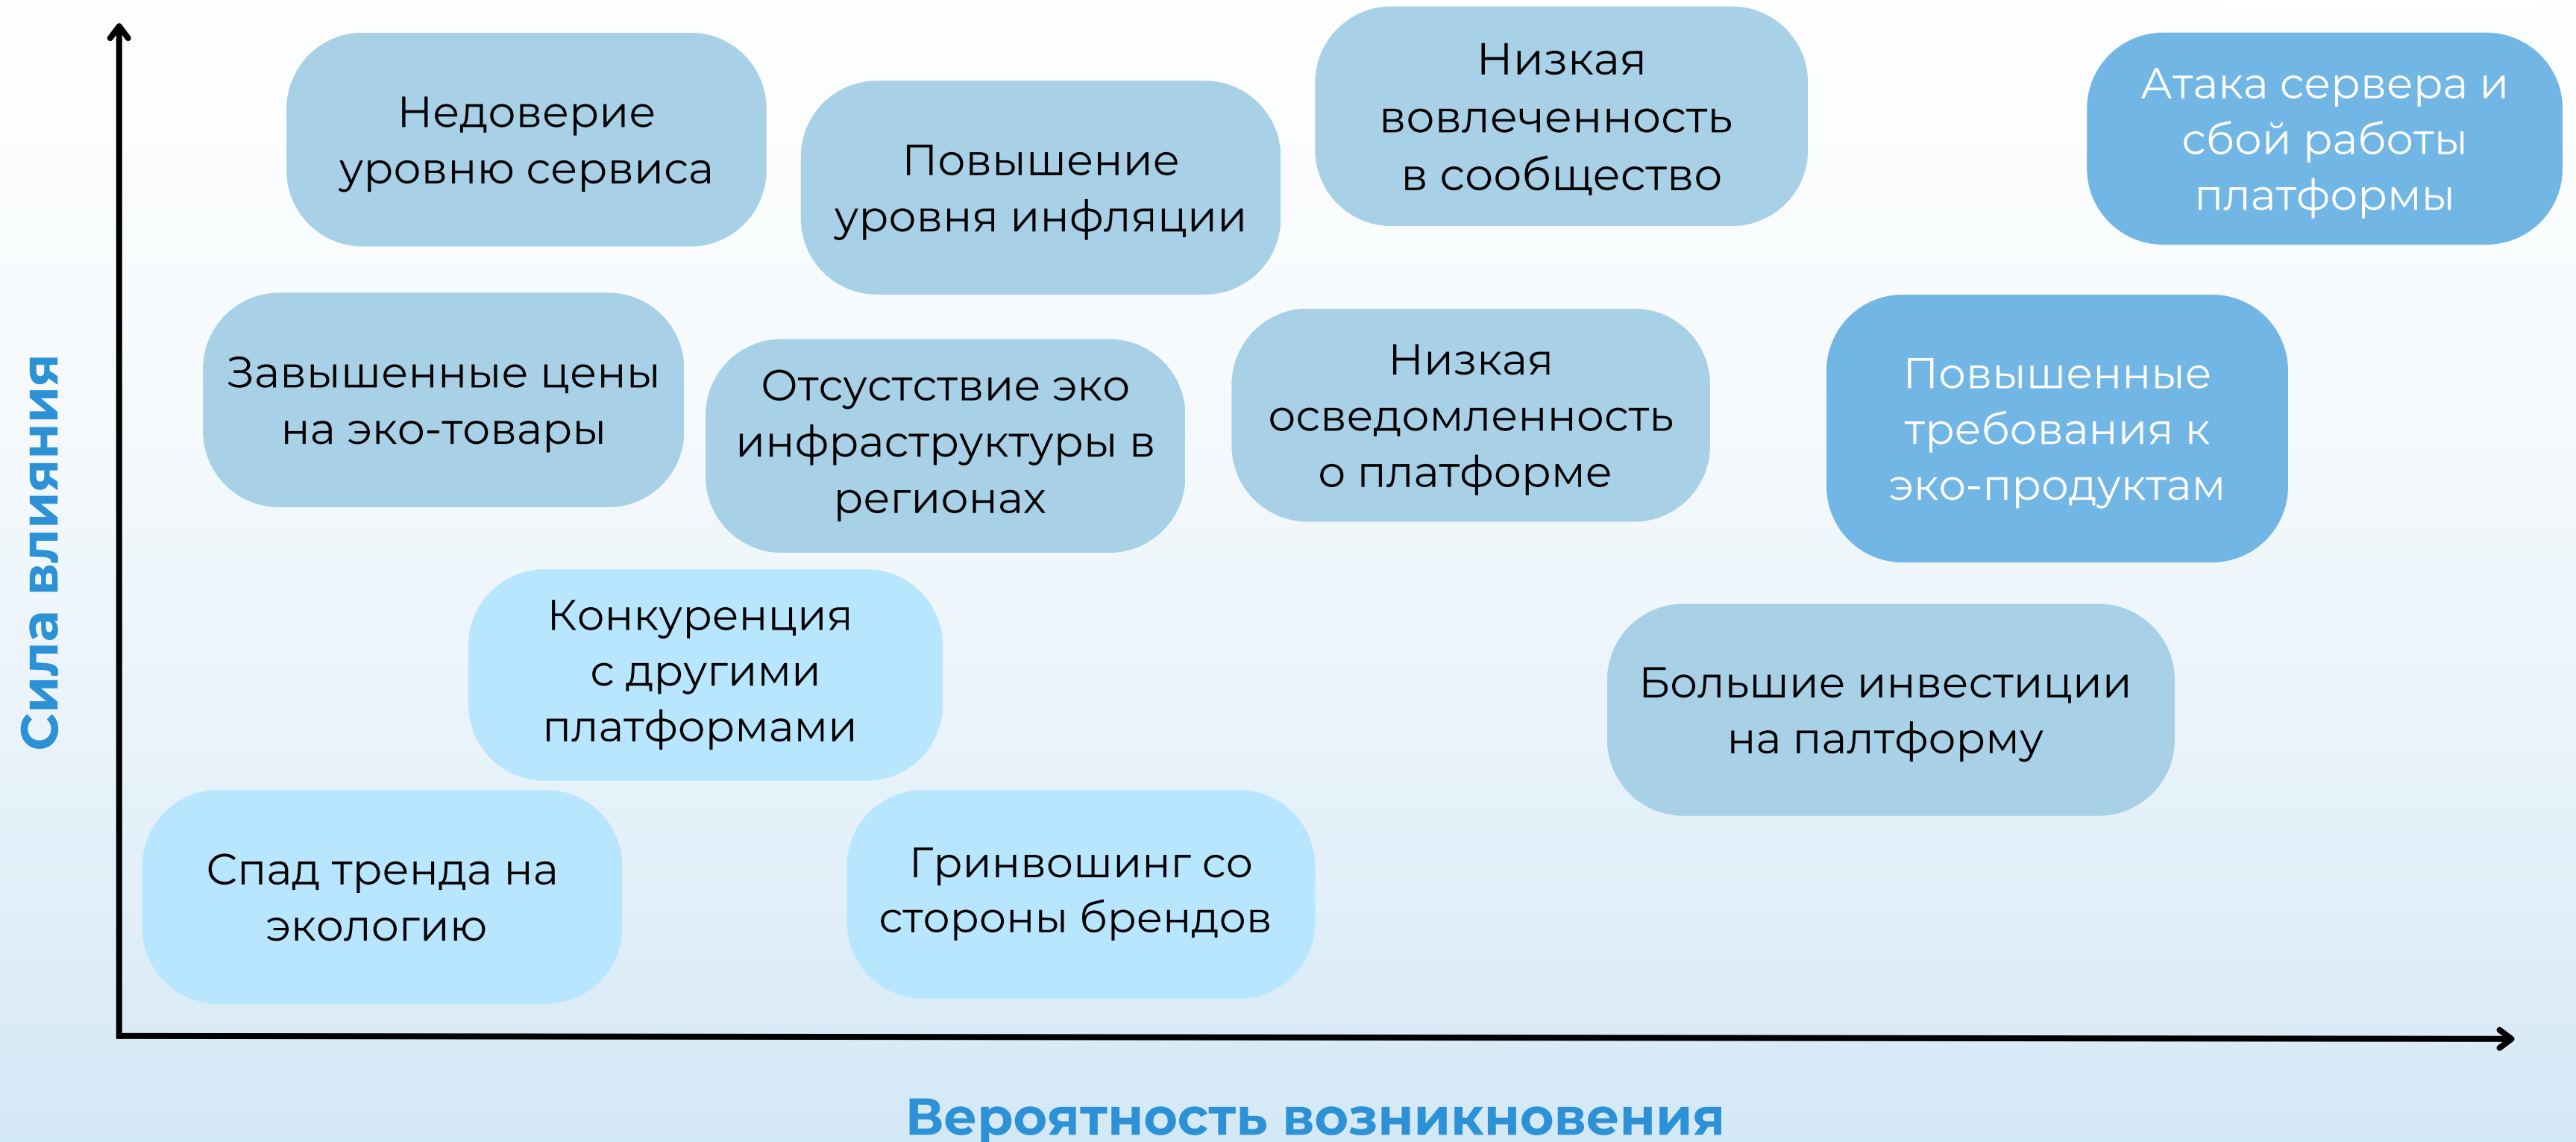 Сила влияния
Недоверие
уровню сервиса
Повышение
уровня инфляции
Низкая
вовлеченность
в сообщество
Атака сервера и
сбой работы
платформы
Завышенные цены
на эко-товары
Отсустствие эко
инфраструктуры в
регионах
Низкая
осведомленность
о платформе
Повышенные
требования к
эко-продуктам
Конкуренция
с другими
платформами
Большие инвестиции
на палтформу
Спад тренда на
экологию
Гринвошинг со
стороны брендов
Вероятность возникновения